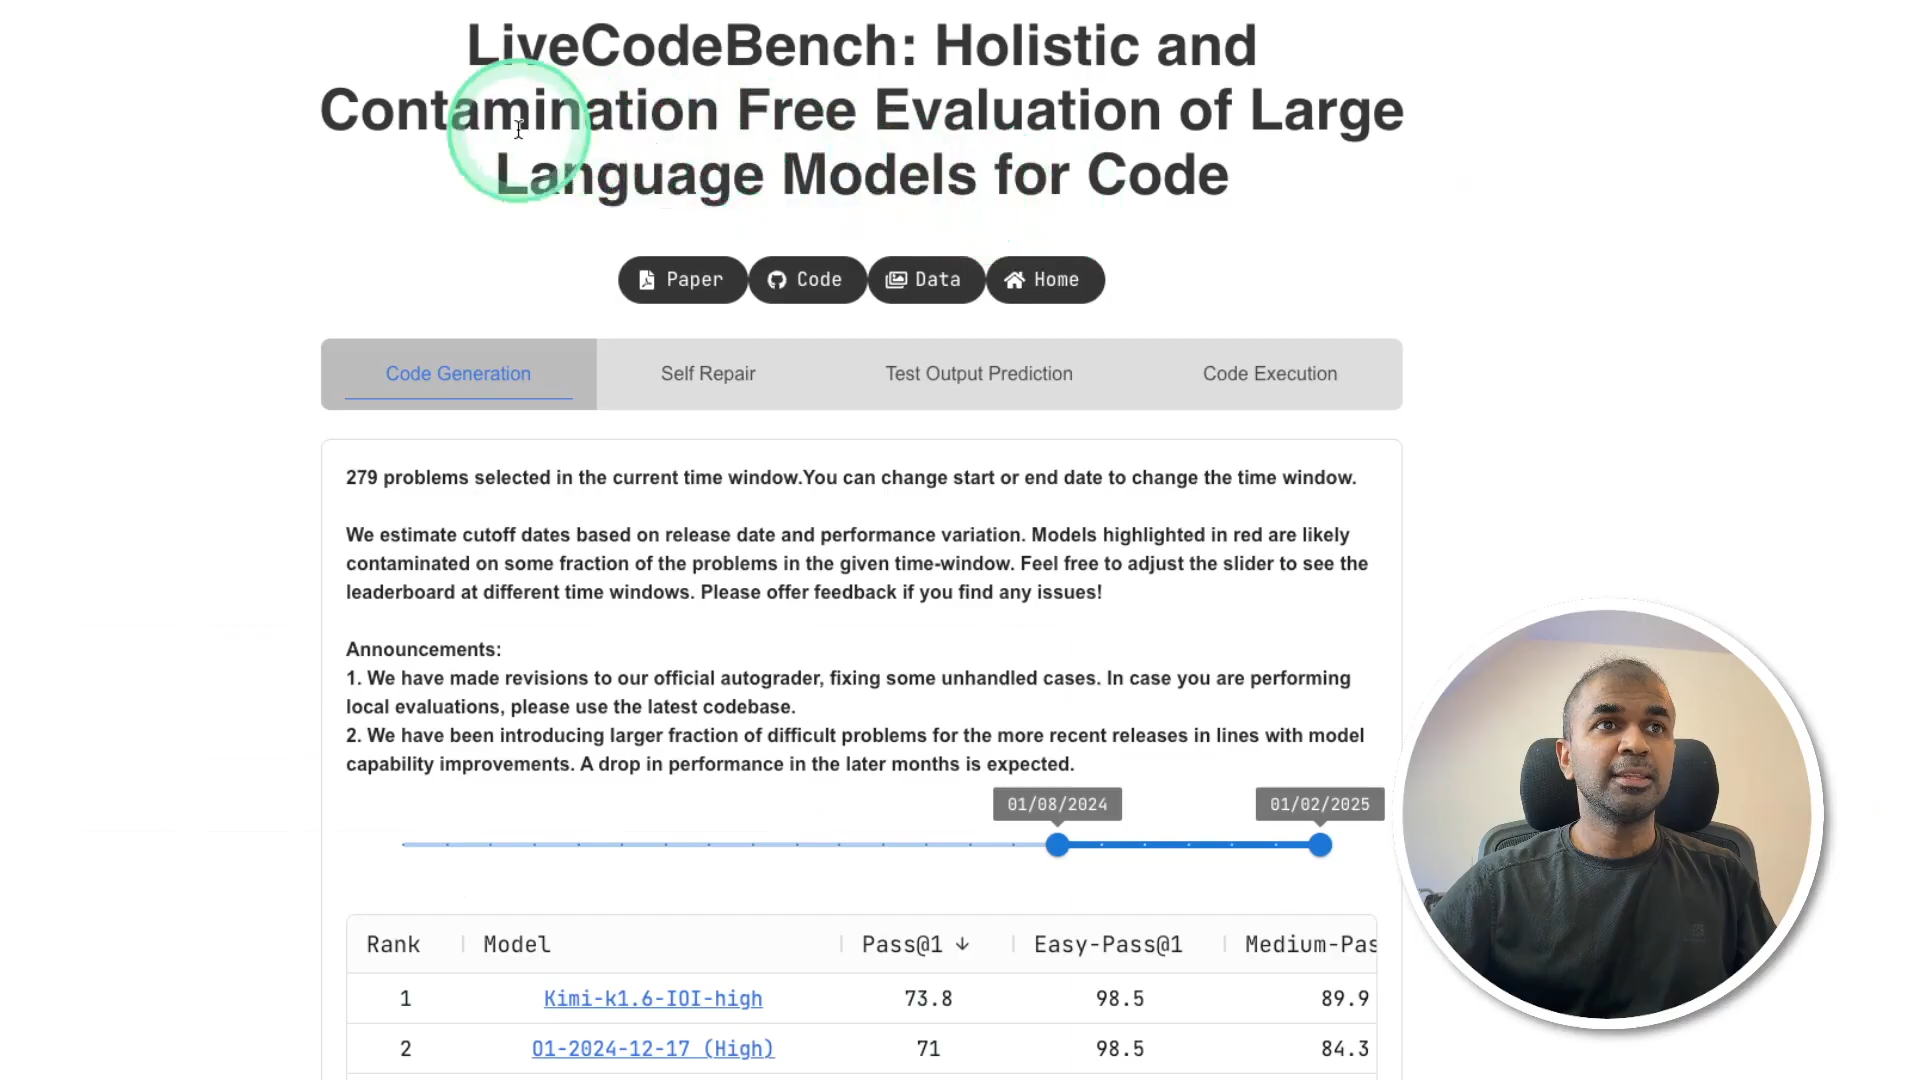 LiveCodeBench: Holistic and
Contamination Free Evaluation of Large
Language Models for Code
Paper Code Data Home
Code Generation Self Repair Test Output Prediction Code Execution
279 problems selected in the current time window.You can change start or end date to change the time window.
We estimate cutoff dates based on release date and performance variation. Models highlighted in red are likely
contaminated on some fraction of the problems in the given time-window. Feel free to adjust the slider to see the
leaderboard at different time windows. Please offer feedback if you find any issues!
Announcements:
1. We have made revisions to our official autograder, fixing some unhandled cases. In case you are performing
local evaluations, please use the latest codebase.
2. We have been introducing larger fraction of difficult problems for the more recent releases in lines with model
capability improvements. A drop in performance in the later months is expected.
01/08/2024 01/02/2025
Rank Model Pass@1 ↓ Easy-Pass@1 Medium-Pas
1 Kimi-k1.6-IOI-high 73.8 98.5 89.9
2 O1-2024-12-17 (High) 71 98.5 84.3